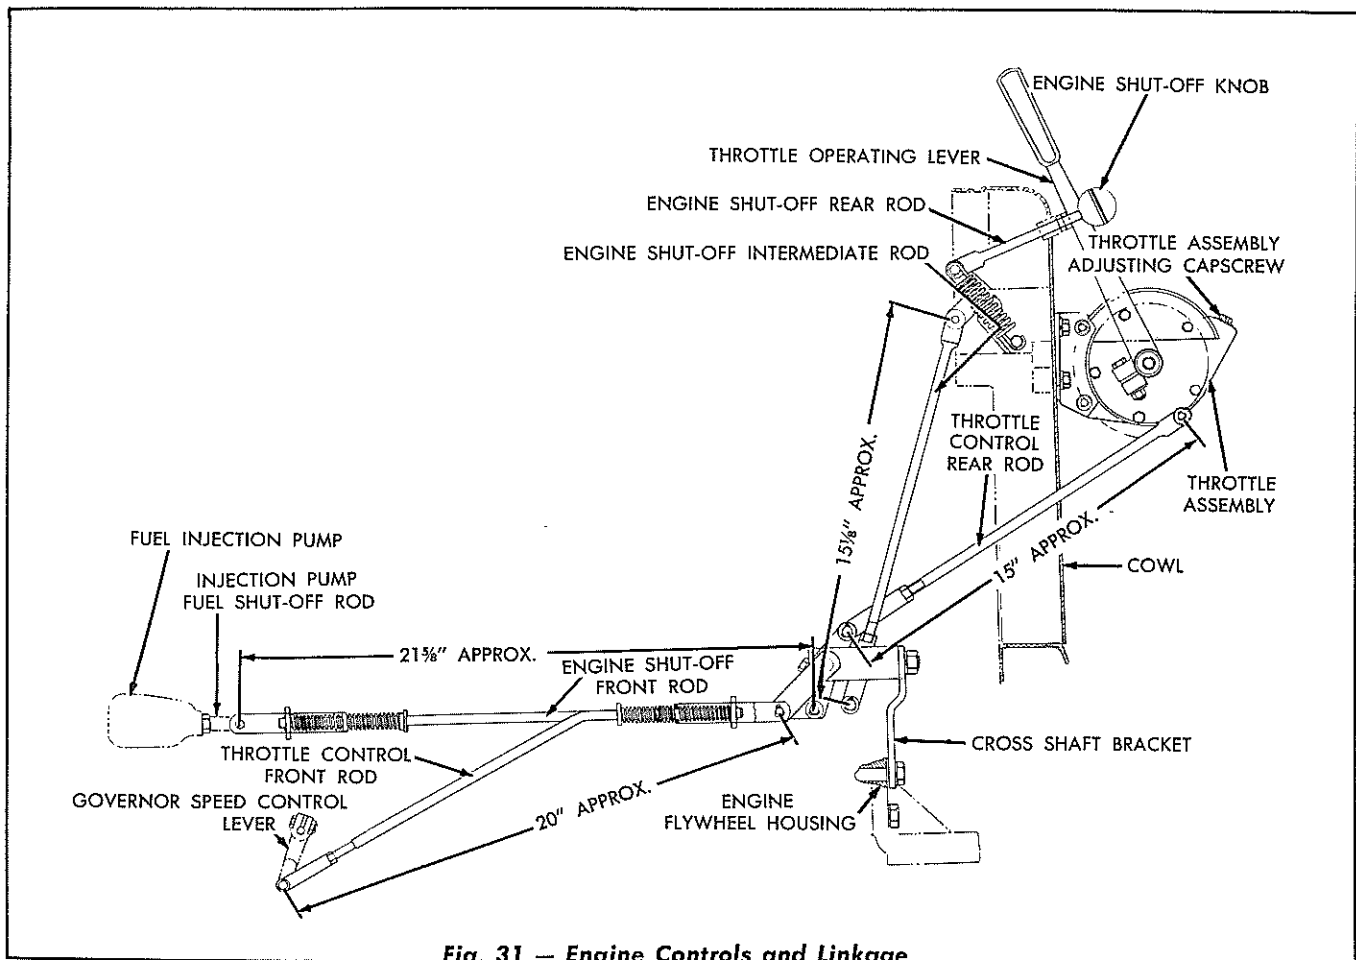 ENGINE SHUT-OFF KNOB
THROTTLE OPERATING LEVER
ENGINE SHUT-OFF REAR ROD
ENGINE SHUT-OFF INTERMEDIATE ROD
THROTTLE ASSEMBLY
ADJUSTING CAPSCREW
15⅛" APPROX.
THROTTLE
CONTROL
REAR ROD
THROTTLE
ASSEMBLY
15" APPROX.
COWL
FUEL INJECTION PUMP
INJECTION PUMP
FUEL SHUT-OFF ROD
21⅝" APPROX.
ENGINE SHUT-OFF
FRONT ROD
THROTTLE CONTROL
FRONT ROD
GOVERNOR SPEED CONTROL
LEVER
20" APPROX.
CROSS SHAFT BRACKET
ENGINE
FLYWHEEL HOUSING
Fig. 31 — Engine Controls and Linkage